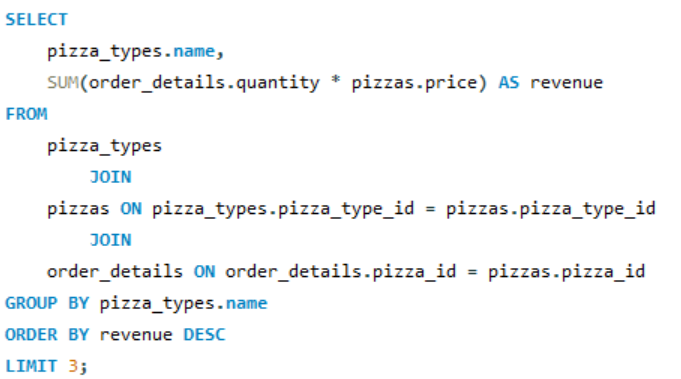 SELECT
    pizza_types.name,
    SUM(order_details.quantity * pizzas.price) AS revenue
FROM
    pizza_types
        JOIN
    pizzas ON pizza_types.pizza_type_id = pizzas.pizza_type_id
        JOIN
    order_details ON order_details.pizza_id = pizzas.pizza_id
GROUP BY pizza_types.name
ORDER BY revenue DESC
LIMIT 3;